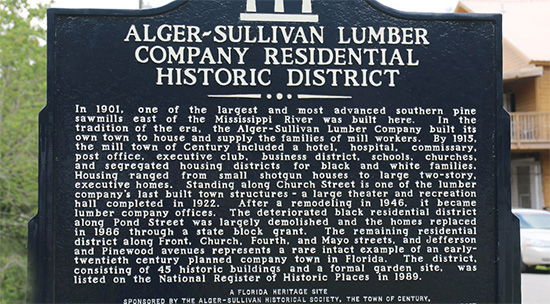 ALGER-SULLIVAN LUMBER
COMPANY RESIDENTIAL
HISTORIC DISTRICT
In 1901, one of the largest and most advanced southern pine
sawmills east of the Mississippi River was built here. In the
tradition of the era, the Alger-Sullivan Lumber Company built its
own town to house and supply the families of mill workers. By 1915,
the mill town of Century included a hotel, hospital, commissary,
post office, executive club, business district, schools, churches,
and segregated housing districts for black and white families.
Housing ranged from small shotgun houses to large two-story,
executive homes. Standing along Church Street is one of the lumber
company's last built town structures - a large theater and recreation
hall completed in 1922. After a remodeling in 1946, it became
lumber company offices. The deteriorated black residential district
along Pond Street was largely demolished and the homes replaced
in 1986 through a state block grant. The remaining residential
district along Front, Church, Fourth, and Mayo streets, and Jefferson
and Pinewood avenues represents a rare intact example of an early-
twentieth century planned company town in Florida. The district,
consisting of 45 historic buildings and a formal garden site, was
listed on the National Register of Historic Places in 1989.
A FLORIDA HERITAGE SITE
SPONSORED BY THE ALGER-SULLIVAN HISTORICAL SOCIETY, THE TOWN OF CENTURY,